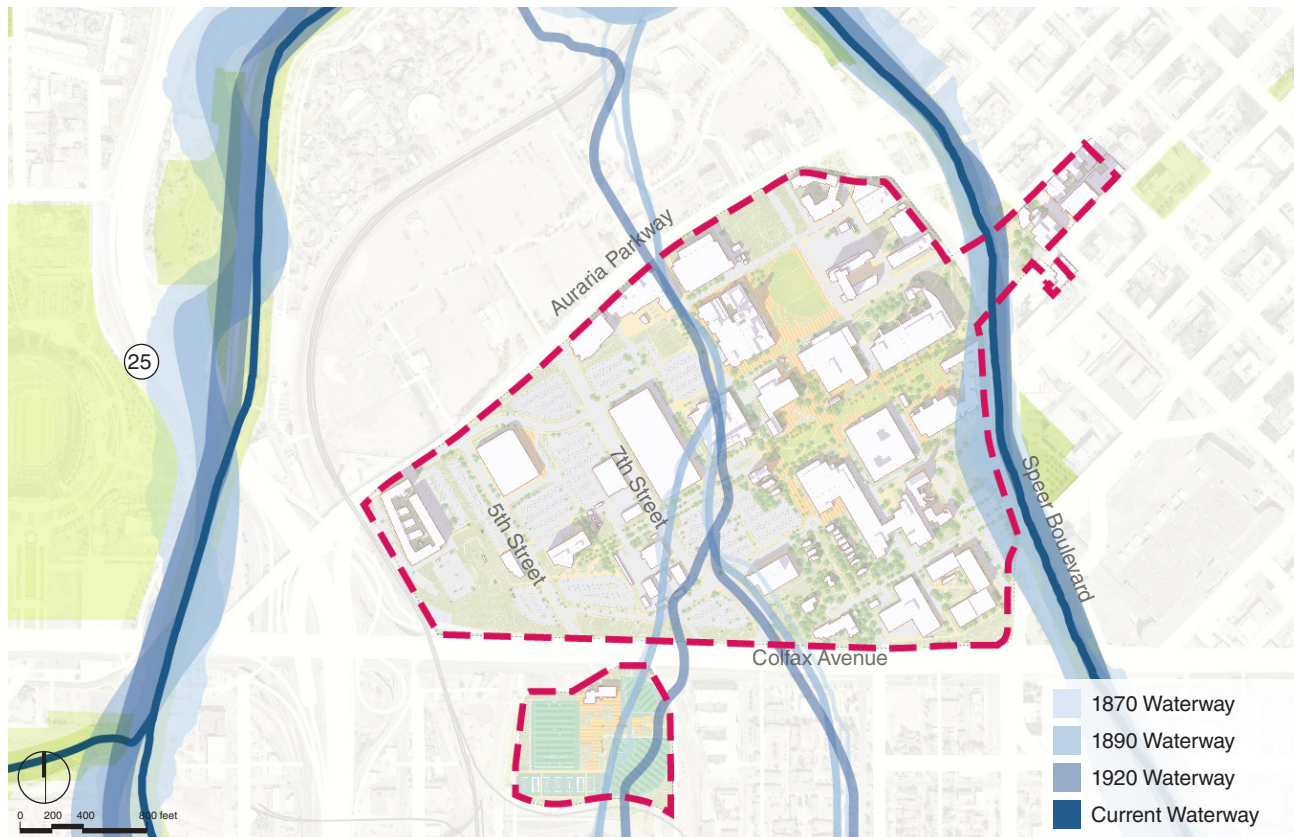 Auraria Parkway
25
7th Street
5th Street
Speer Boulevard
Colfax Avenue
1870 Waterway
1890 Waterway
1920 Waterway
Current Waterway
0 200 400 800 feet